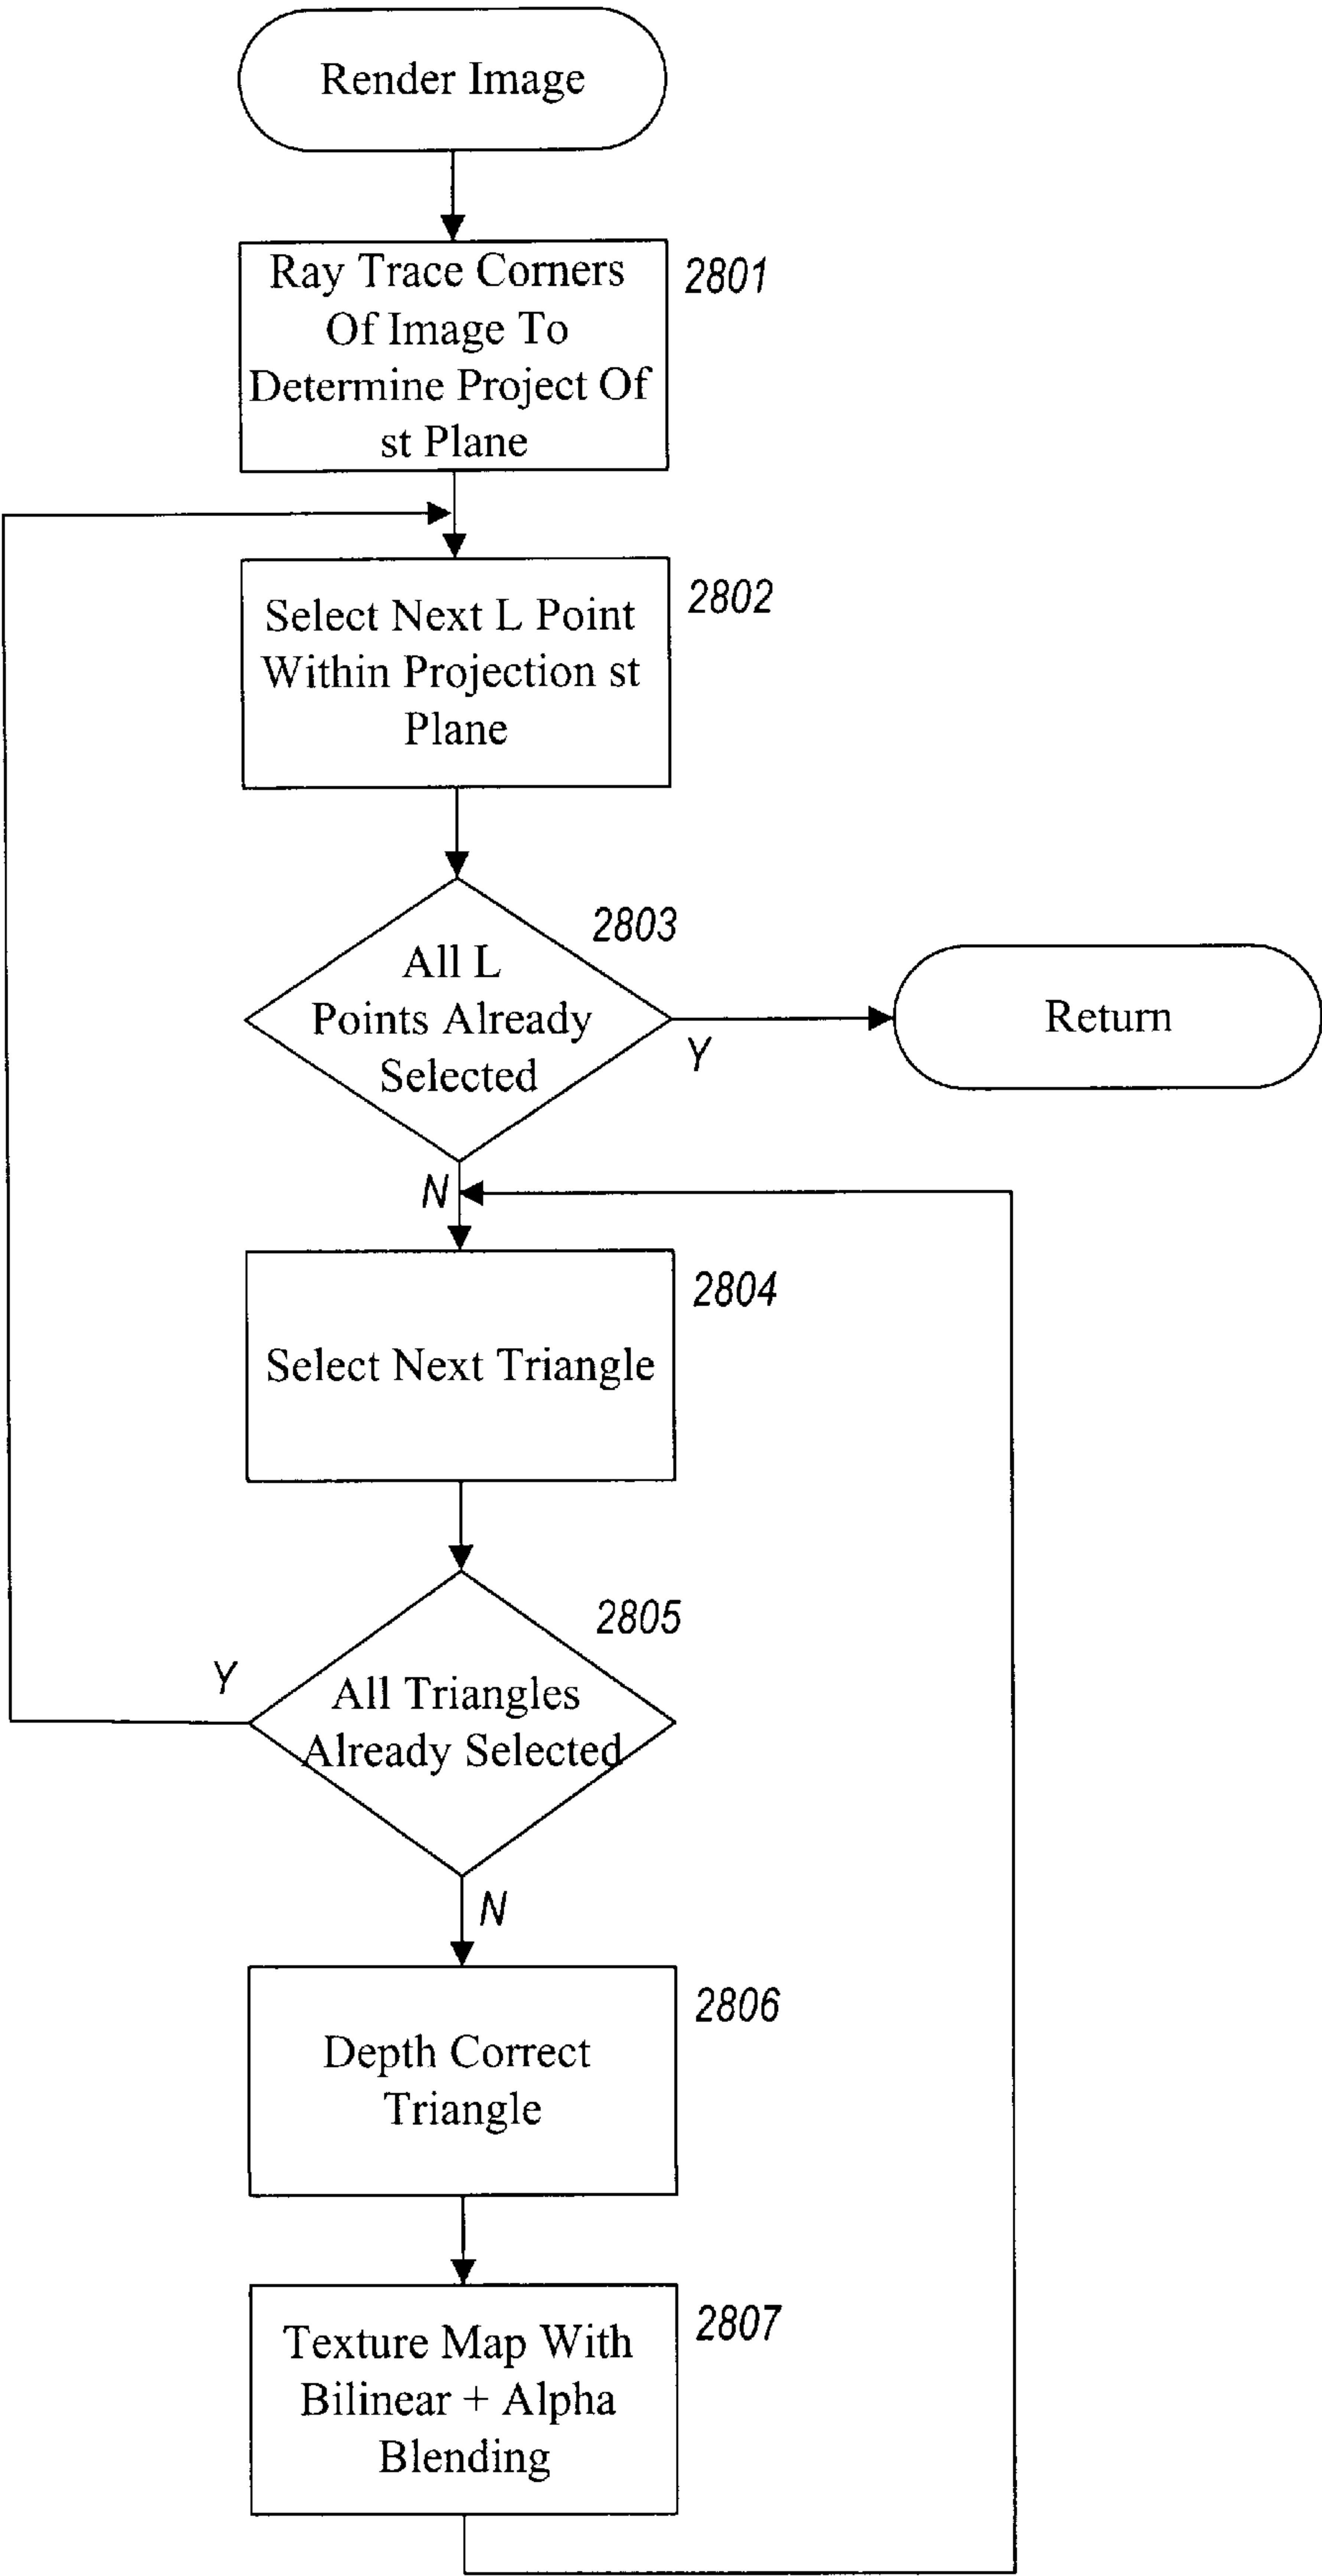 Render Image
Ray Trace Corners
Of Image To
Determine Project Of
st Plane
2801
Select Next L Point
Within Projection st
Plane
2802
All L
Points Already
Selected
2803
Y
Return
N
Select Next Triangle
2804
All Triangles
Already Selected
2805
Y
N
Depth Correct
Triangle
2806
Texture Map With
Bilinear + Alpha
Blending
2807